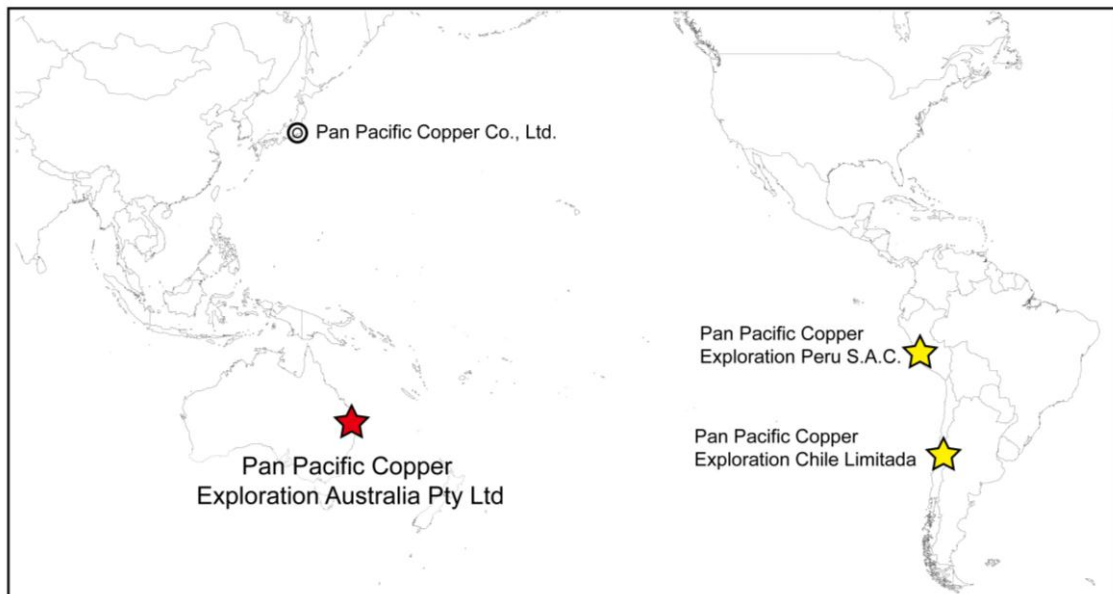 Pan Pacific Copper Co., Ltd.
Pan Pacific Copper
Exploration Peru S.A.C.
Pan Pacific Copper
Exploration Australia Pty Ltd
Pan Pacific Copper
Exploration Chile Limitada